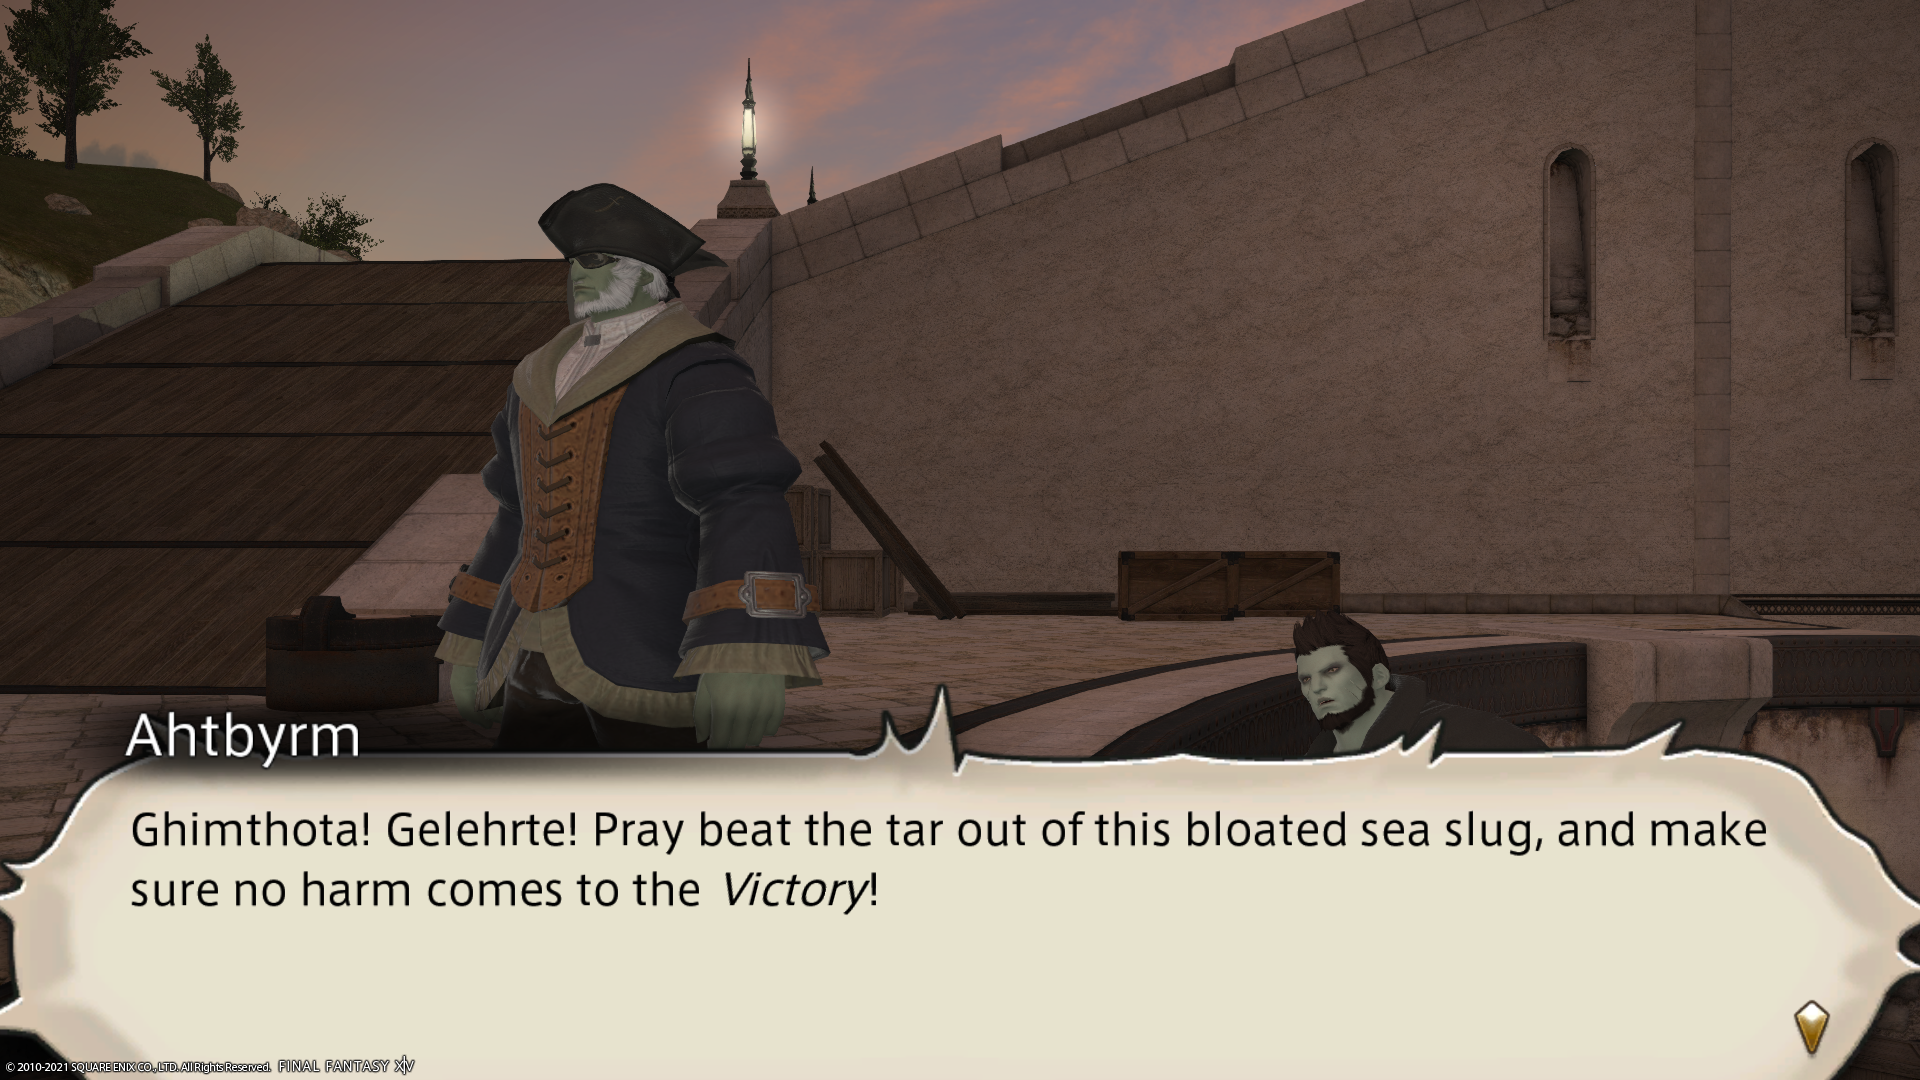 Ahtbyrm
Ghimthota! Gelehrte! Pray beat the tar out of this bloated sea slug, and make
sure no harm comes to the Victory!
© 2010-2021 SQUARE ENIX CO., LTD. All Rights Reserved. FINAL FANTASY XIV